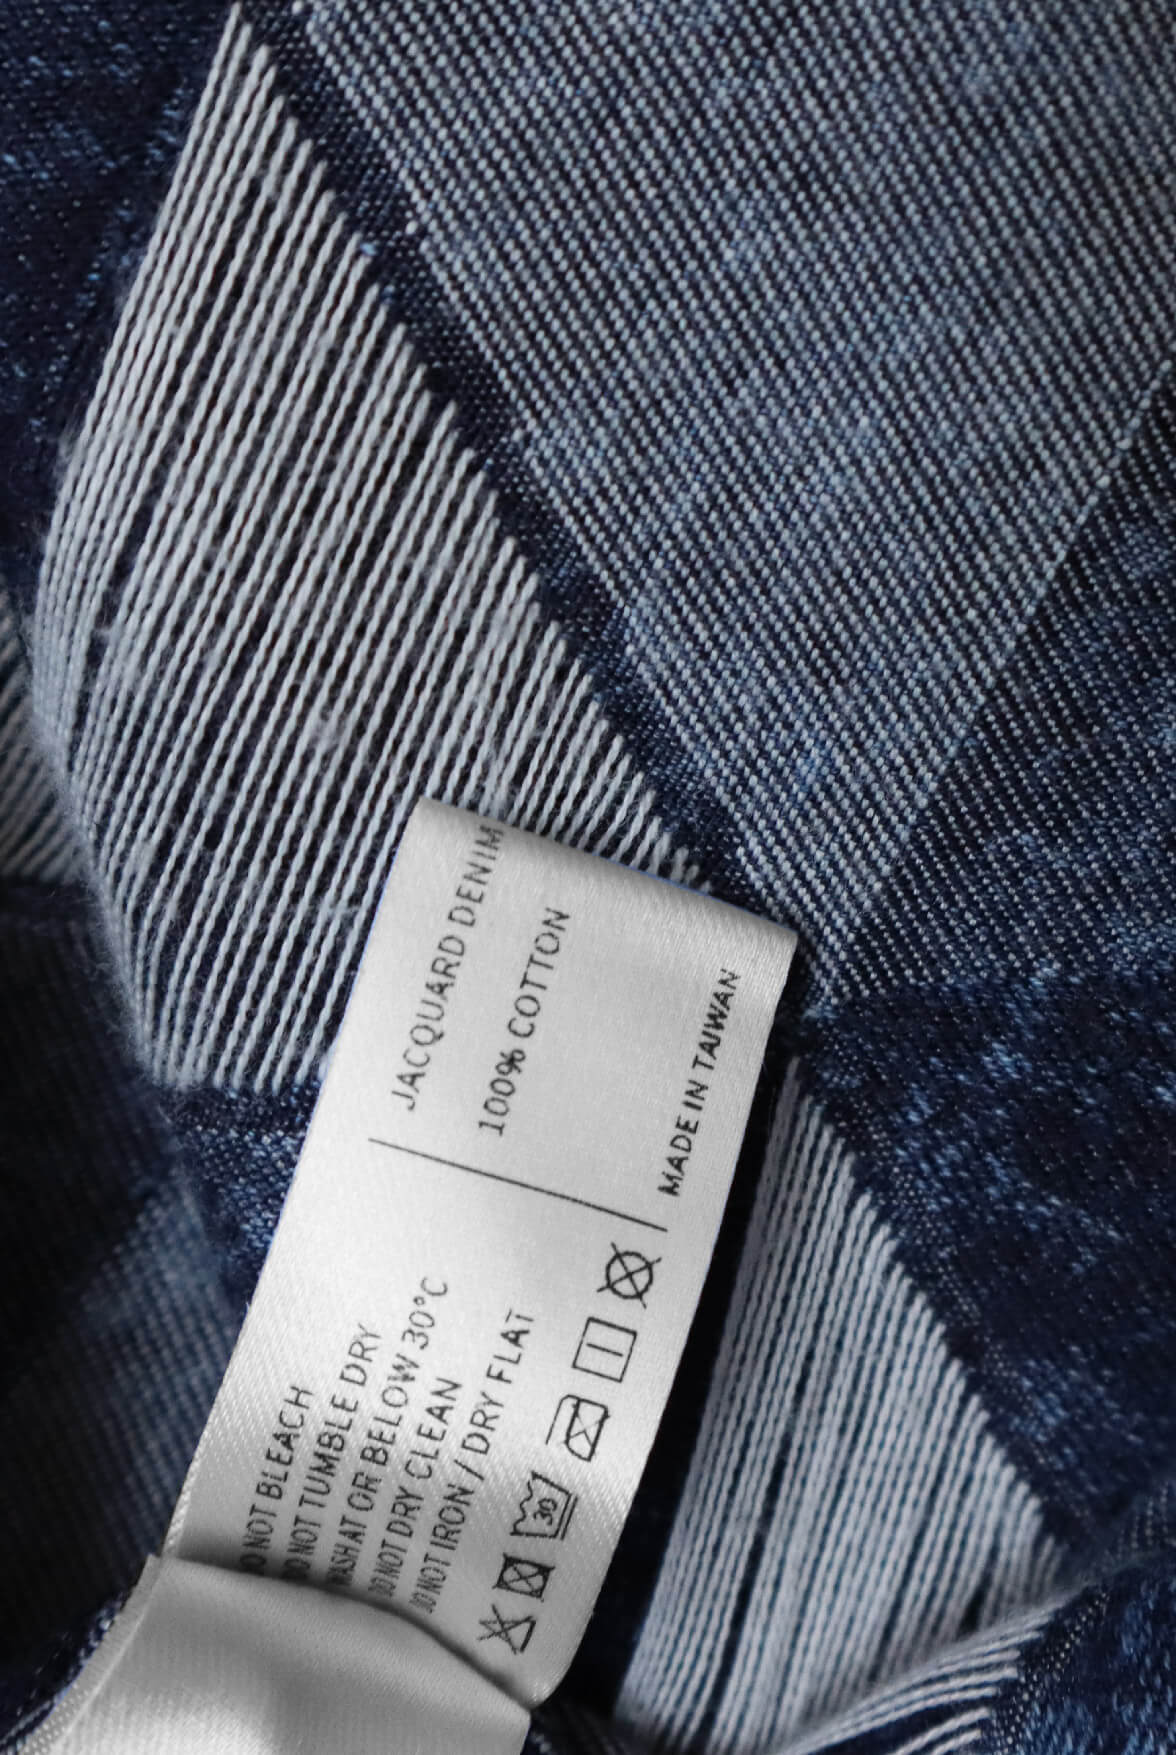 JACQUARD DENIM
100% COTTON
MADE IN TAIWAN
DO NOT BLEACH
DO NOT TUMBLE DRY
WASH AT OR BELOW 30°C
DO NOT DRY CLEAN
DO NOT IRON / DRY FLAT
30